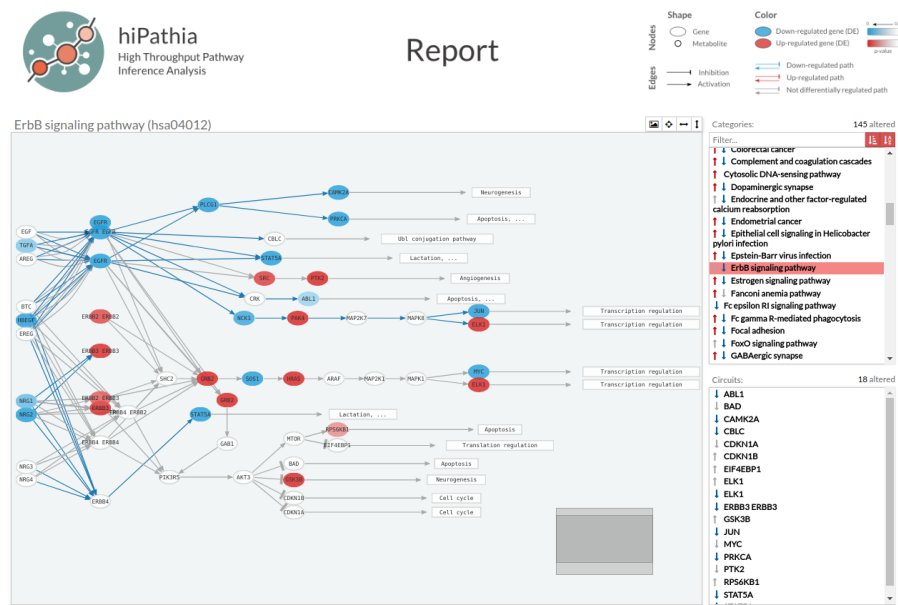 hiPathia
High Throughput Pathway
Inference Analysis
Report
Shape
Color
Nodes
Gene
Metabolite
Down-regulated gene (DE)
Up-regulated gene (DE)
p-value
Edges
Inhibition
Activation
Down-regulated path
Up-regulated path
Not differentially regulated path
ErbB signaling pathway (hsa04012)
Categories:
145 altered
Filter...
Colorectal cancer
Complement and coagulation cascades
Cytosolic DNA-sensing pathway
Dopaminergic synapse
Endocrine and other factor-regulated
calcium reabsorption
Endometrial cancer
Epithelial cell signaling in Helicobacter
pylori infection
Epstein-Barr virus infection
ErbB signaling pathway
Estrogen signaling pathway
Fanconi anemia pathway
Fc epsilon RI signaling pathway
Fc gamma R-mediated phagocytosis
Focal adhesion
FoxO signaling pathway
GABAergic synapse
CAMK2A
Neurogenesis
PLCG1
PRKCA
Apoptosis, ...
EGFR
EGF
TGFA
AREG
CBLC
Ubl conjugation pathway
EGFR
STAT5A
Lactation, ...
SRC
PTK2
Angiogenesis
CRK
ABL1
Apoptosis, ...
BTC
HBEGF
EREG
ERBB2 ERBB2
NCK1
PAK4
MAP2K7
MAPK8
JUN
Transcription regulation
ELK1
Transcription regulation
ERBB3 ERBB3
SHC2
GRB2
SOS1
HRAS
ARAF
MAP2K1
MAPK1
MYC
Transcription regulation
ELK1
Transcription regulation
NRG1
NRG2
ERBB2 ERBB2
ERBB3
ERBB4 ERBB2
GRB2
STAT5A
Lactation, ...
RPS6KB1
Apoptosis
MTOR
EIF4EBP1
Translation regulation
ERBB4 ERBB4
GAB1
NRG3
NRG4
PIK3R5
AKT3
BAD
Apoptosis
GSK3B
Neurogenesis
CDKN1B
Cell cycle
CDKN1A
Cell cycle
ERBB4
Circuits:
18 altered
ABL1
BAD
CAMK2A
CBLC
CDKN1A
CDKN1B
EIF4EBP1
ELK1
ELK1
ERBB3 ERBB3
GSK3B
JUN
MYC
PRKCA
PTK2
RPS6KB1
STAT5A